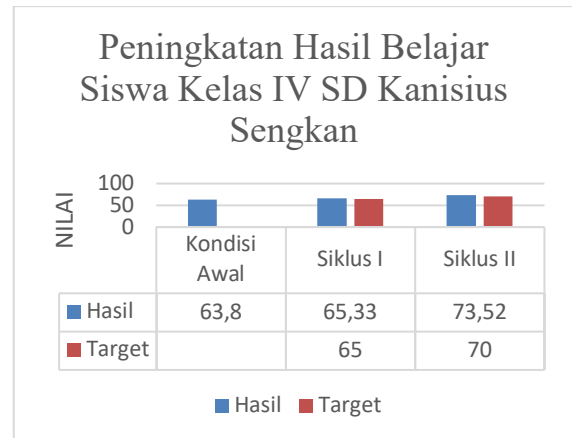 Peningkatan Hasil Belajar
Siswa Kelas IV SD Kanisius
Sengkan
NILAI
100
50
0
Kondisi
Awal
Siklus I
Siklus II
Hasil 63,8 65,33 73,52
Target 65 70
Hasil Target